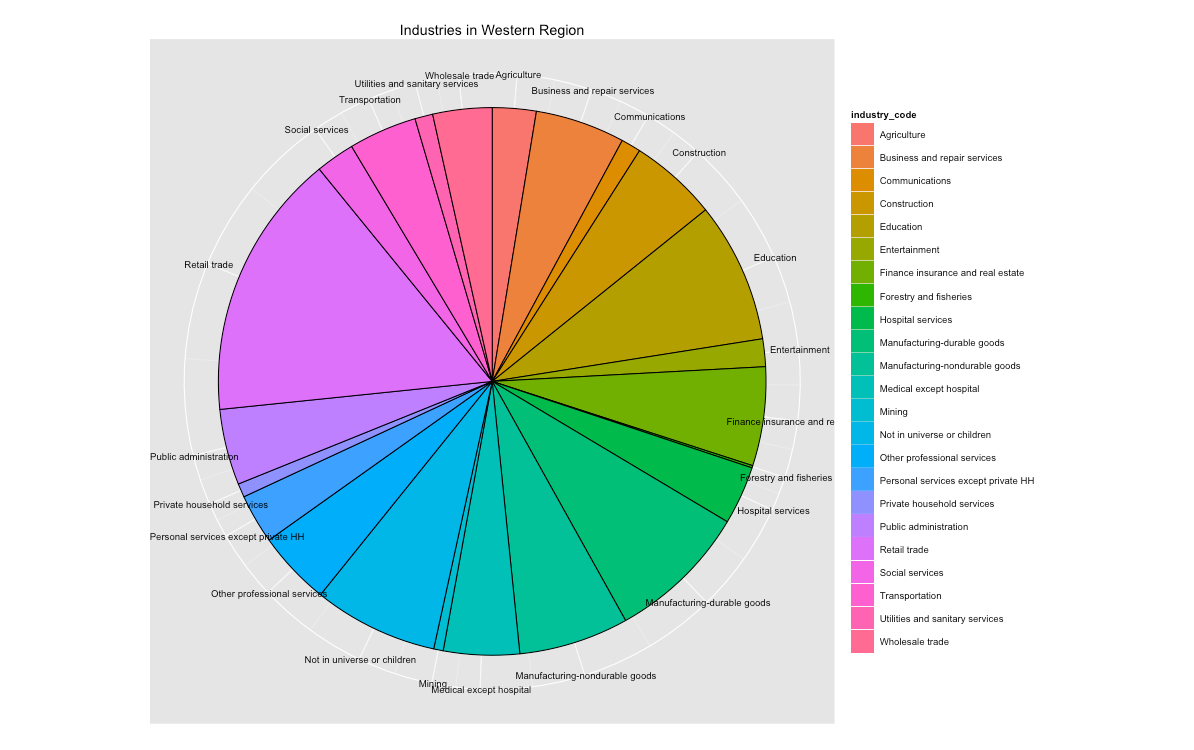 Industries in Western Region
Wholesale trade
Agriculture
Utilities and sanitary services
Business and repair services
Transportation
Communications
Social services
Construction
Retail trade
Education
Entertainment
Finance insurance and re
Public administration
Forestry and fisheries
Private household services
Hospital services
Personal services except private HH
Other professional services
Manufacturing-durable goods
Not in universe or children
Manufacturing-nondurable goods
Mining
Medical except hospital
industry_code
Agriculture
Business and repair services
Communications
Construction
Education
Entertainment
Finance insurance and real estate
Forestry and fisheries
Hospital services
Manufacturing-durable goods
Manufacturing-nondurable goods
Medical except hospital
Mining
Not in universe or children
Other professional services
Personal services except private HH
Private household services
Public administration
Retail trade
Social services
Transportation
Utilities and sanitary services
Wholesale trade